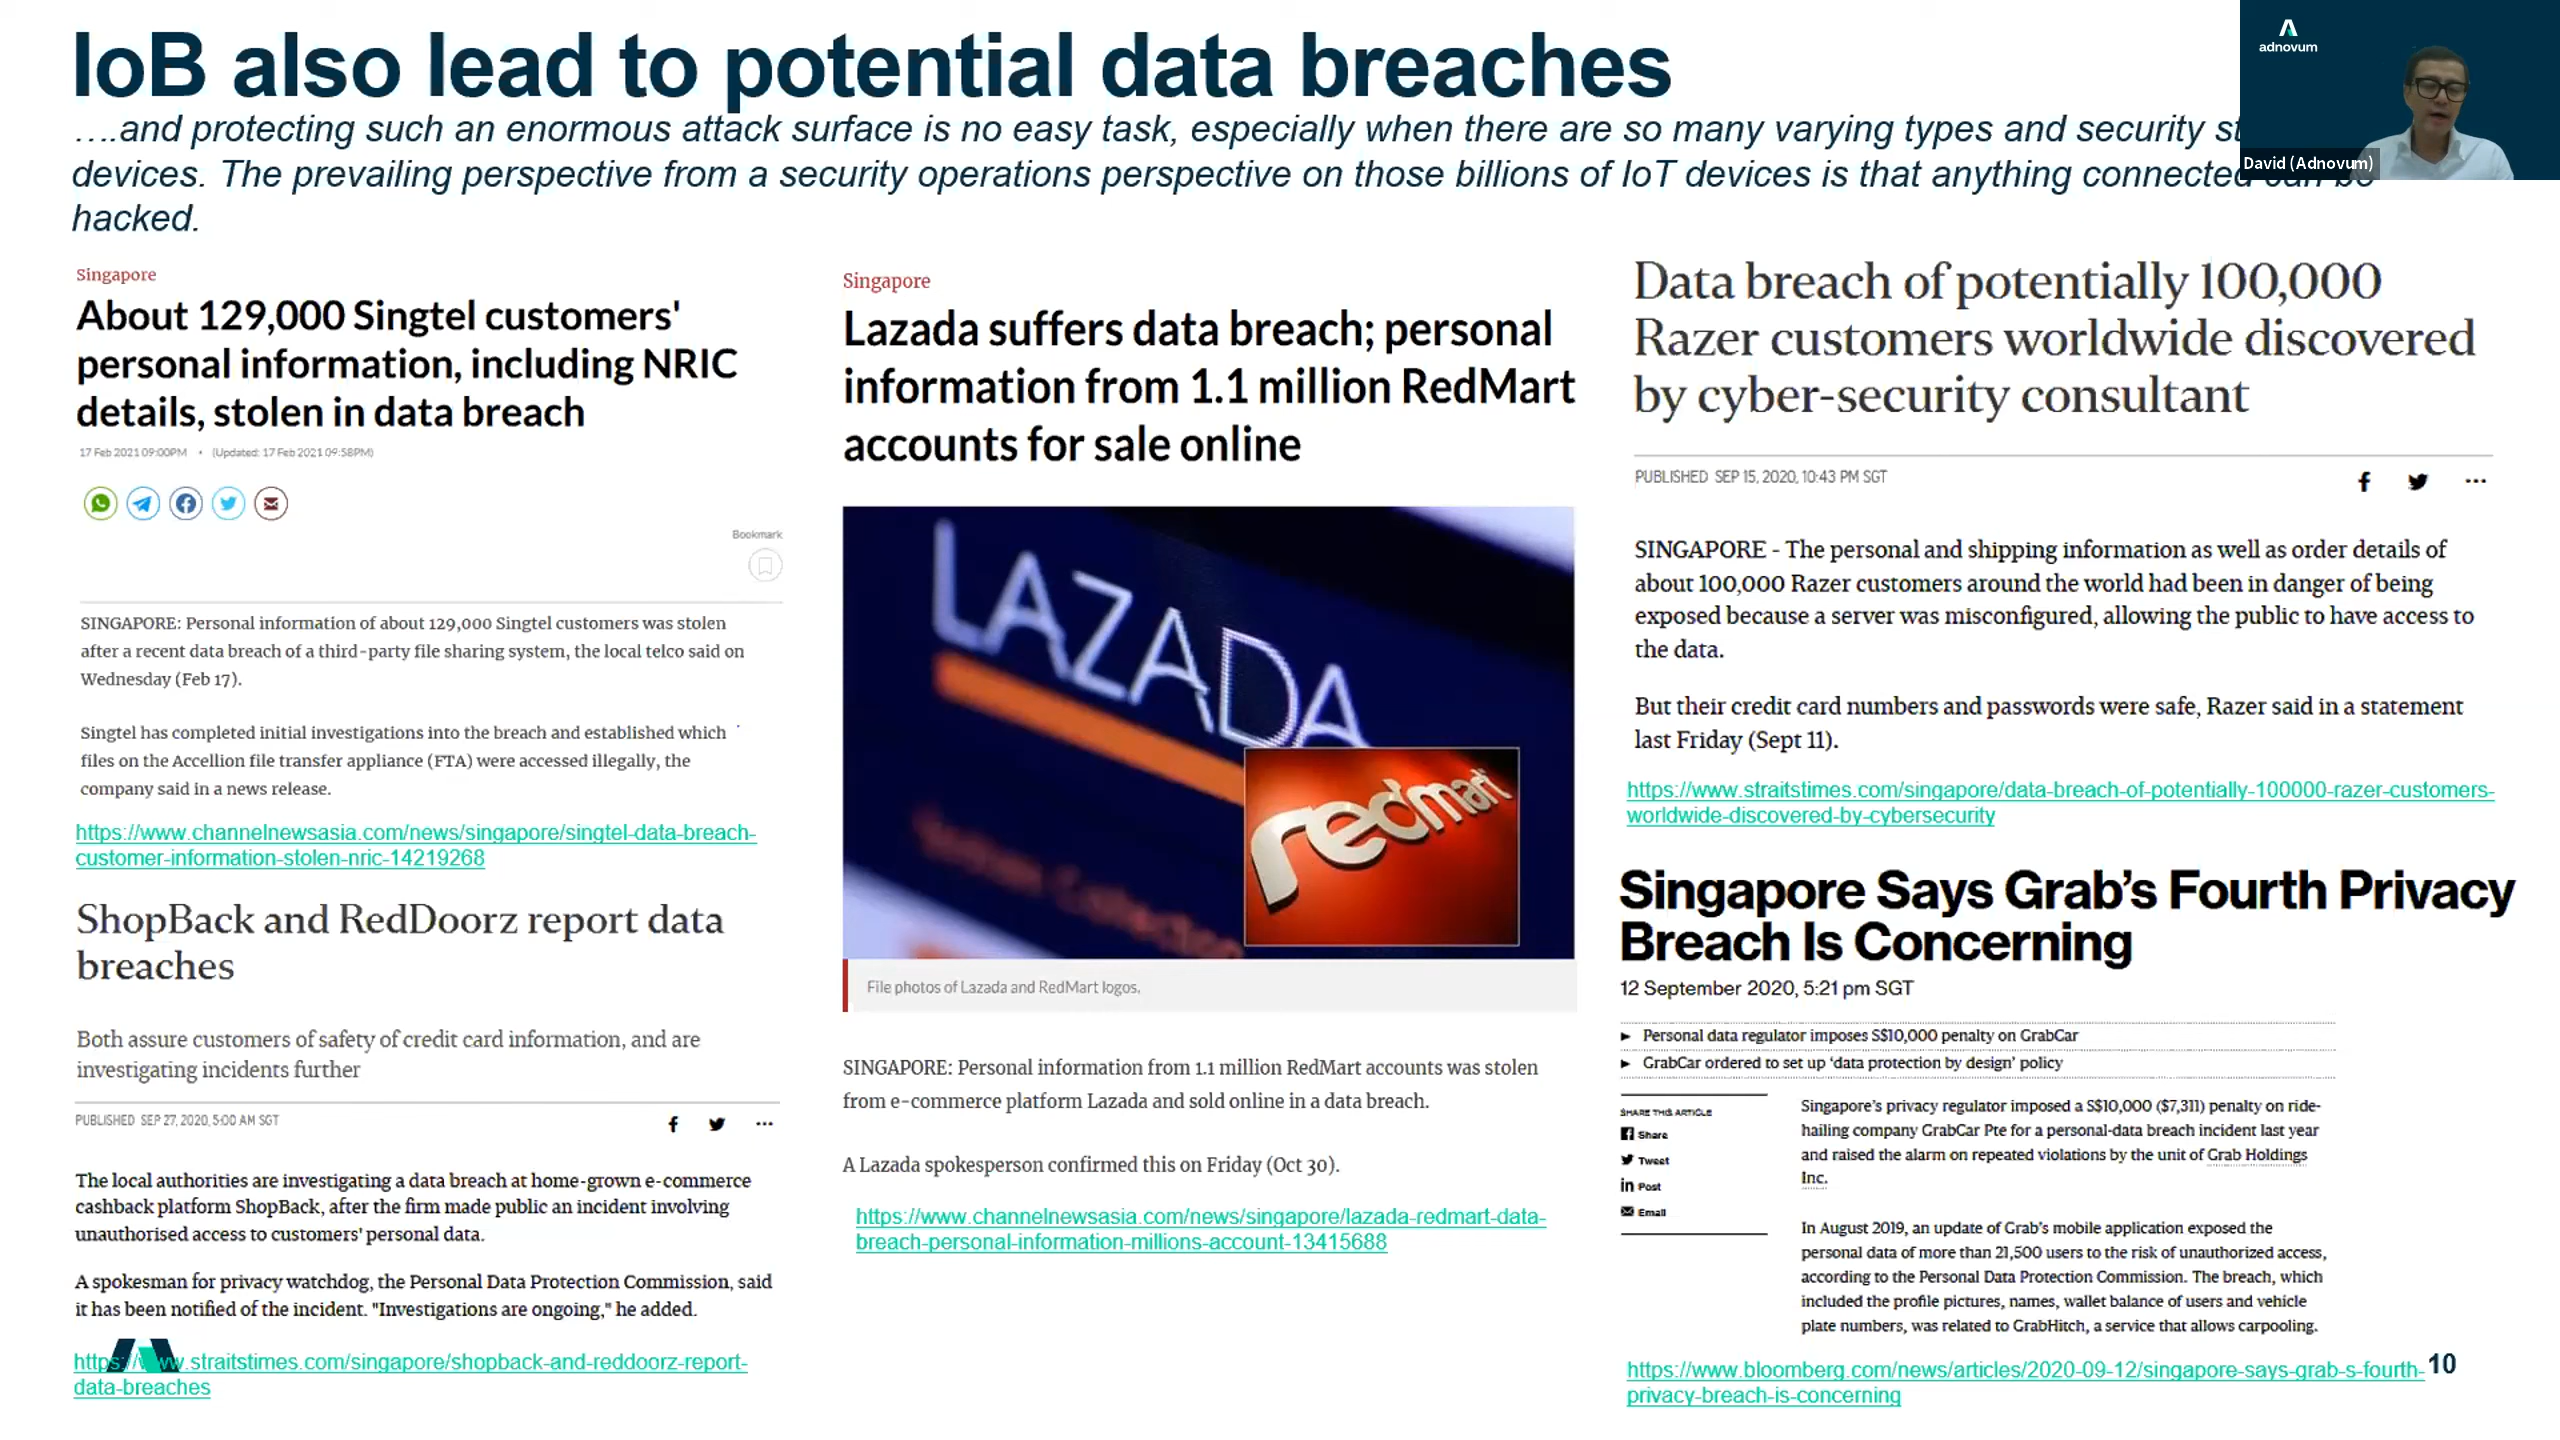 IoB also lead to potential data breaches
….and protecting such an enormous attack surface is no easy task, especially when there are so many varying types and security
devices. The prevailing perspective from a security operations perspective on those billions of IoT devices is that anything connected can be
hacked.
adnovum
David (Adnovum)
Singapore
About 129,000 Singtel customers'
personal information, including NRIC
details, stolen in data breach
17 Feb 2021 09:00PM • (Updated: 17 Feb 2021 09:58PM)
Bookmark
SINGAPORE: Personal information of about 129,000 Singtel customers was stolen
after a recent data breach of a third-party file sharing system, the local telco said on
Wednesday (Feb 17).
Singtel has completed initial investigations into the breach and established which
files on the Accellion file transfer appliance (FTA) were accessed illegally, the
company said in a news release.
https://www.channelnewsasia.com/news/singapore/singtel-data-breach-
customer-information-stolen-nric-14219268
ShopBack and RedDoorz report data
breaches
Both assure customers of safety of credit card information, and are
investigating incidents further
PUBLISHED SEP 27, 2020, 5:00 AM SGT
The local authorities are investigating a data breach at home-grown e-commerce
cashback platform ShopBack, after the firm made public an incident involving
unauthorised access to customers' personal data.
A spokesman for privacy watchdog, the Personal Data Protection Commission, said
it has been notified of the incident. "Investigations are ongoing," he added.
https://www.straitstimes.com/singapore/shopback-and-reddoorz-report-
data-breaches
Singapore
Lazada suffers data breach; personal
information from 1.1 million RedMart
accounts for sale online
LAZADA
redmart
File photos of Lazada and RedMart logos.
SINGAPORE: Personal information from 1.1 million RedMart accounts was stolen
from e-commerce platform Lazada and sold online in a data breach.
A Lazada spokesperson confirmed this on Friday (Oct 30).
https://www.channelnewsasia.com/news/singapore/lazada-redmart-data-
breach-personal-information-millions-account-13415688
Data breach of potentially 100,000
Razer customers worldwide discovered
by cyber-security consultant
PUBLISHED SEP 15, 2020, 10:43 PM SGT
SINGAPORE - The personal and shipping information as well as order details of
about 100,000 Razer customers around the world had been in danger of being
exposed because a server was misconfigured, allowing the public to have access to
the data.
But their credit card numbers and passwords were safe, Razer said in a statement
last Friday (Sept 11).
https://www.straitstimes.com/singapore/data-breach-of-potentially-100000-razer-customers-
worldwide-discovered-by-cybersecurity
Singapore Says Grab’s Fourth Privacy
Breach Is Concerning
12 September 2020, 5:21 pm SGT
► Personal data regulator imposes S$10,000 penalty on GrabCar
► GrabCar ordered to set up ‘data protection by design’ policy
SHARE THIS ARTICLE
Share
Tweet
Post
Email
Singapore’s privacy regulator imposed a S$10,000 ($7,311) penalty on ride-
hailing company GrabCar Pte for a personal-data breach incident last year
and raised the alarm on repeated violations by the unit of Grab Holdings
Inc.
In August 2019, an update of Grab’s mobile application exposed the
personal data of more than 21,500 users to the risk of unauthorized access,
according to the Personal Data Protection Commission. The breach, which
included the profile pictures, names, wallet balance of users and vehicle
plate numbers, was related to GrabHitch, a service that allows carpooling.
https://www.bloomberg.com/news/articles/2020-09-12/singapore-says-grab-s-fourth-
privacy-breach-is-concerning
10